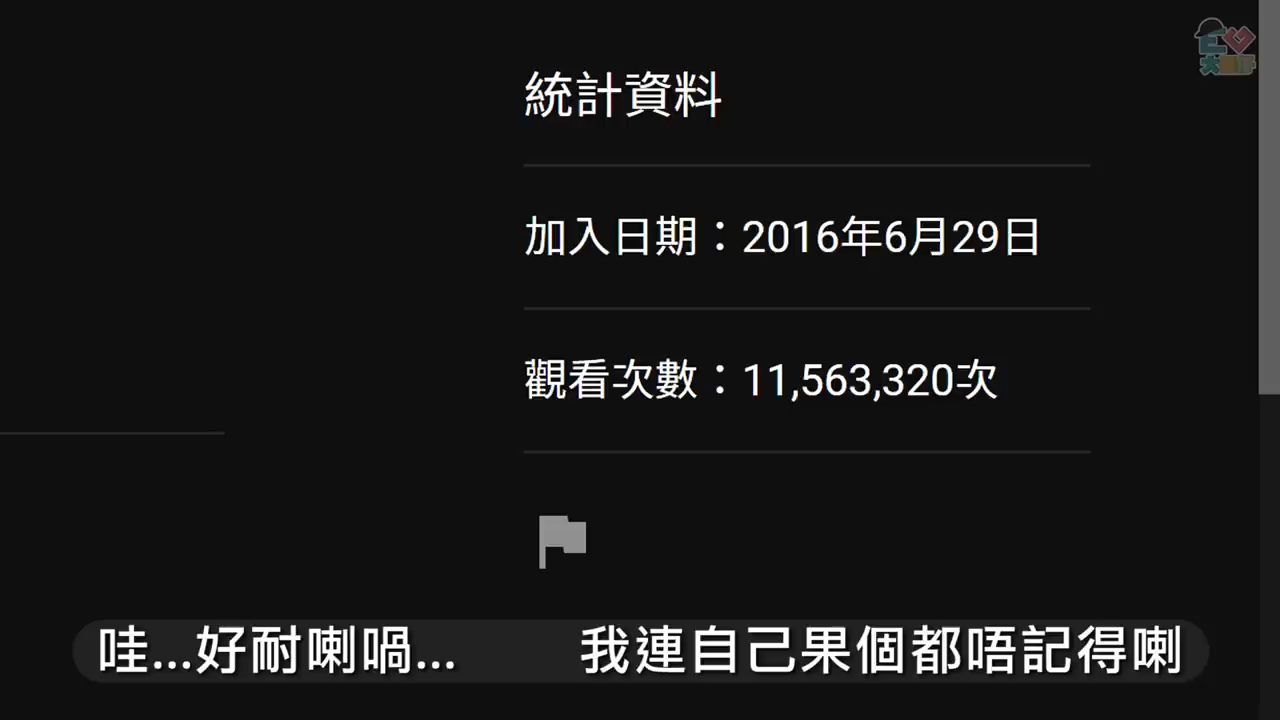 統計資料
加入日期：2016年6月29日
觀看次數：11,563,320次
哇...好耐喇喎... 我連自己果個都唔記得喇